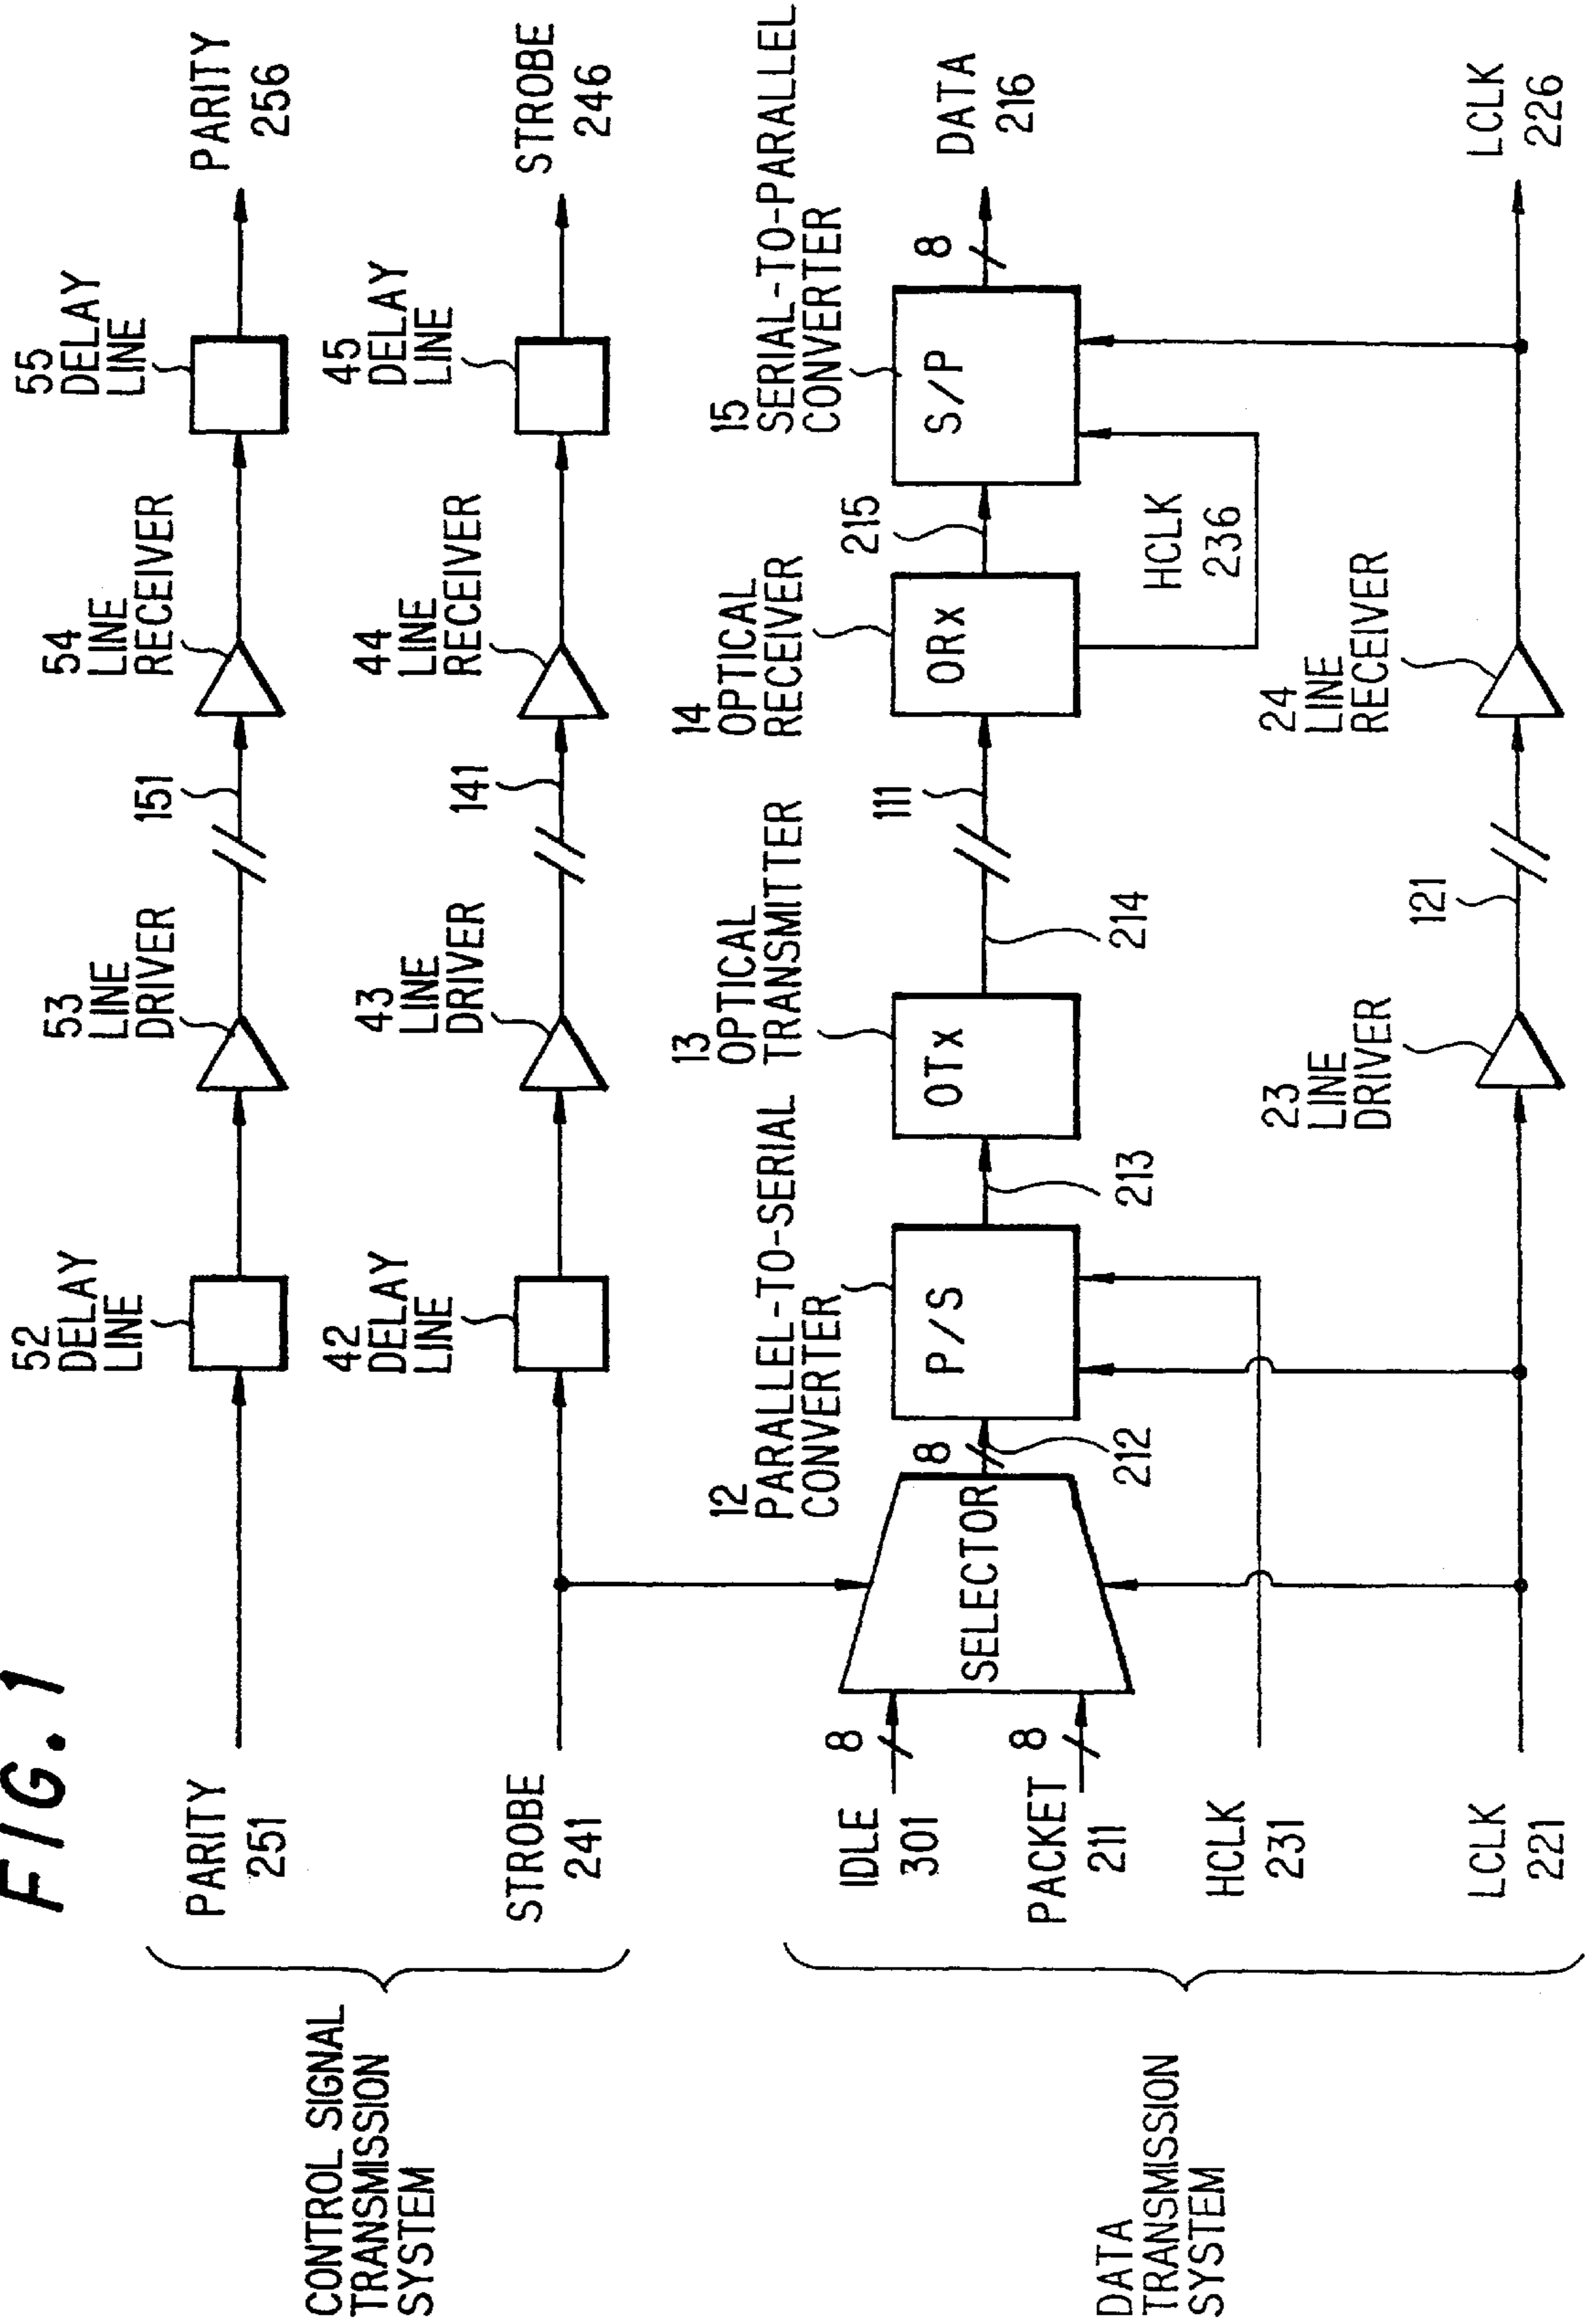 FIG. 1
CONTROL SIGNAL
TRANSMISSION
SYSTEM
PARITY
251
52
DELAY
LINE
53
LINE
DRIVER
151
54
LINE
RECEIVER
55
DELAY
LINE
PARITY
256
STROBE
241
42
DELAY
LINE
43
LINE
DRIVER
141
44
LINE
RECEIVER
45
DELAY
LINE
STROBE
246
DATA
TRANSMISSION
SYSTEM
IDLE
301
8
PACKET
211
8
SELECTOR
8
212
12
PARALLEL-TO-SERIAL
CONVERTER
P/S
213
13
OPTICAL
TRANSMITTER
OTx
214
111
14
OPTICAL
RECEIVER
ORx
215
HCLK
236
15
SERIAL-TO-PARALLEL
CONVERTER
S/P
8
DATA
216
HCLK
231
LCLK
221
23
LINE
DRIVER
121
24
LINE
RECEIVER
LCLK
226